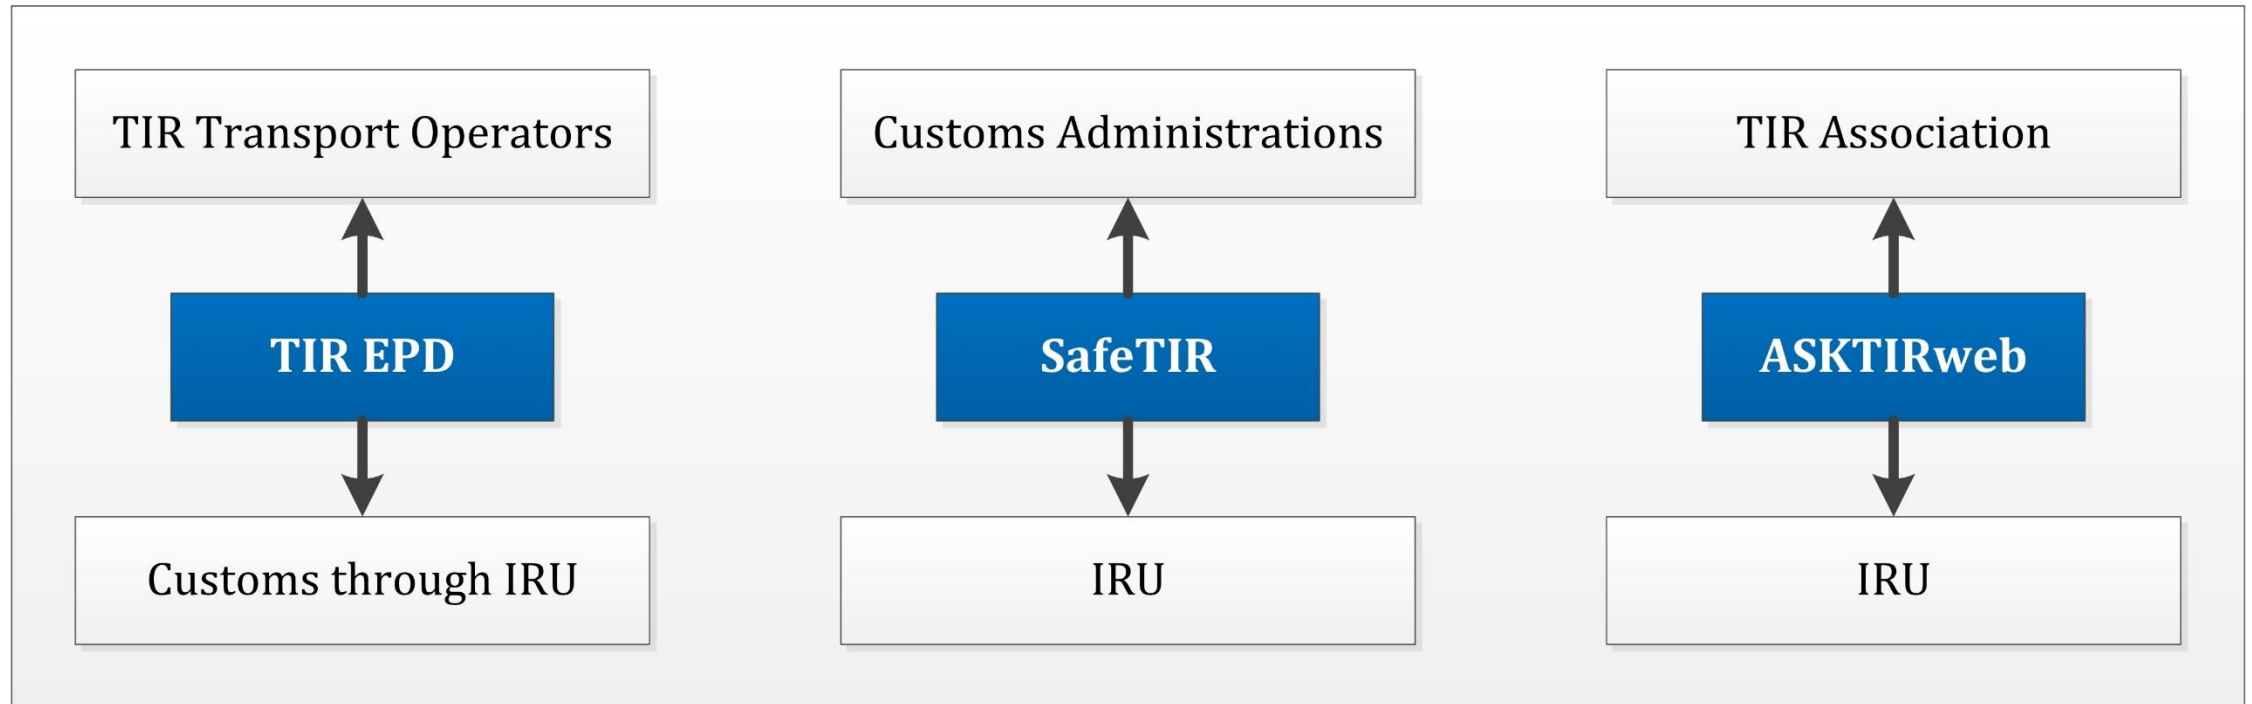 TIR Transport Operators
Customs Administrations
TIR Association
TIR EPD
SafeTIR
ASKTIRweb
Customs through IRU
IRU
IRU